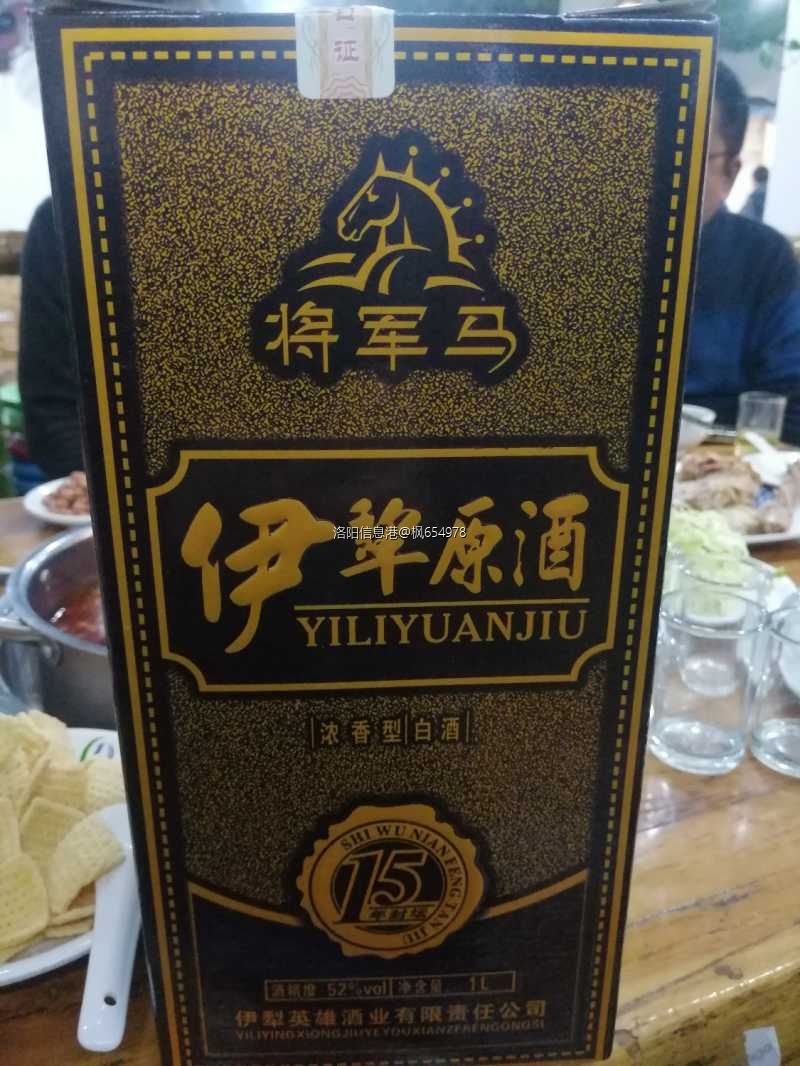 证
将军马
伊犂原酒
洛阳信息港@枫654978
YILIYUANJIU
浓香型白酒
SHI WU NIAN FENG TAN JIU
15
年封坛
酒精度 52%vol 净含量 1L
伊犁英雄酒业有限责任公司
YILIYINGXIONGJIUYEYOUXIANZERENGONGSI